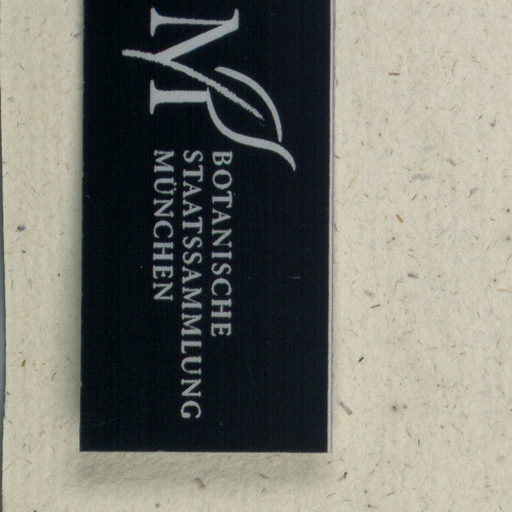 M
BOTANISCHE
STAATSSAMMLUNG
MÜNCHEN